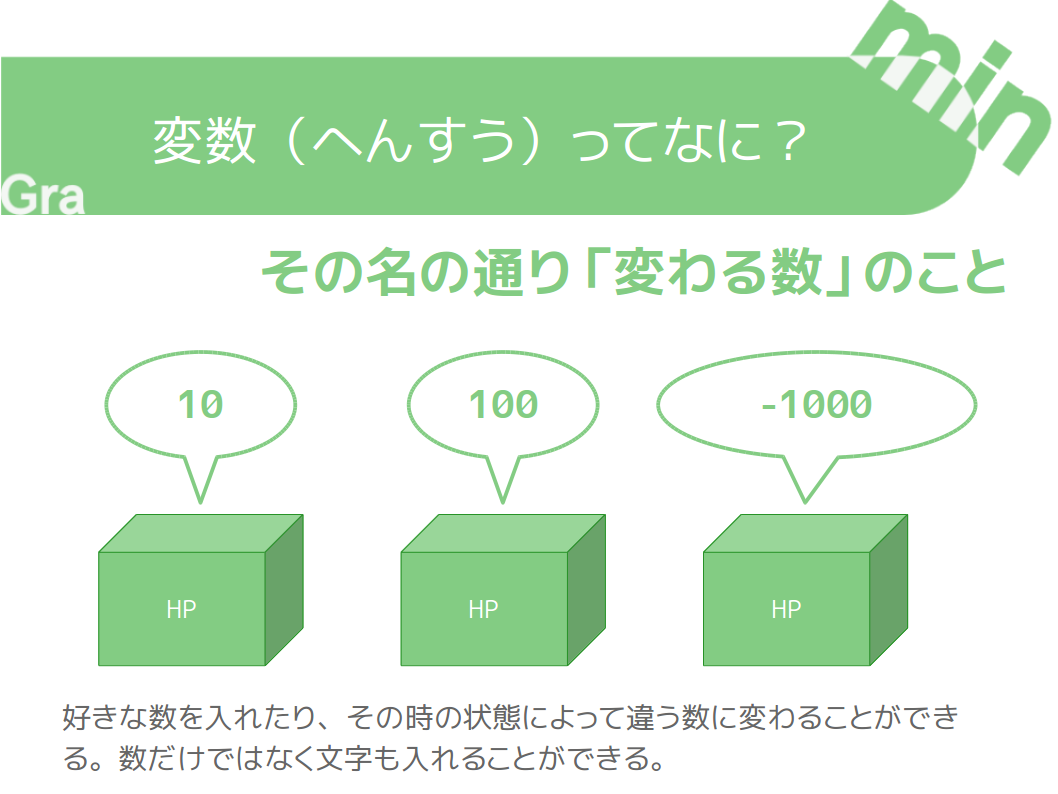 min
変数（へんすう）ってなに？
Gra
その名の通り「変わる数」のこと
10
100
-1000
HP
HP
HP
好きな数を入れたり、その時の状態によって違う数に変わることができ
る。数だけではなく文字も入れることができる。